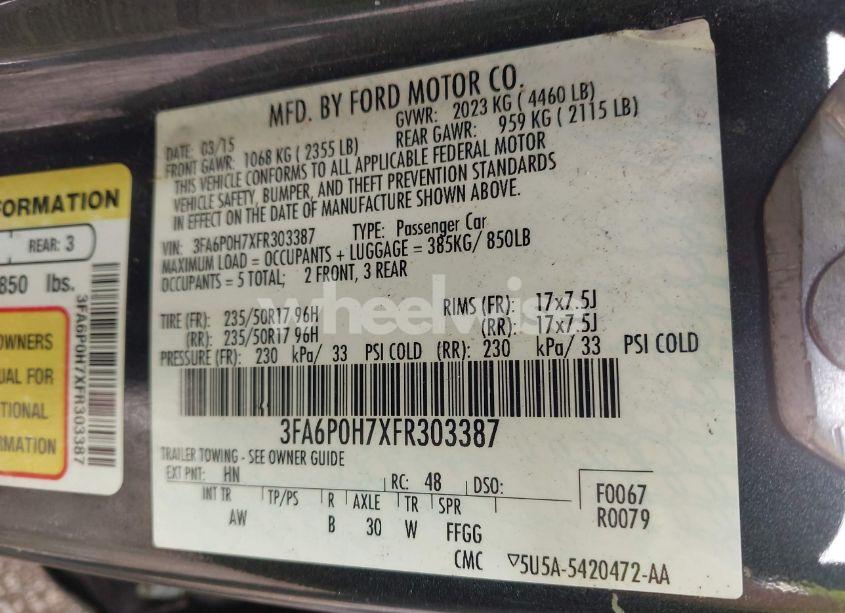 FORMATION
REAR: 3
850 lbs.
OWNERS
UAL FOR
TIONAL
RMATION
3FA6P0H7XFR303387
MFD. BY FORD MOTOR CO.
DATE: 03/15 GVWR: 2023 KG ( 4460 LB)
FRONT GAWR: 1068 KG ( 2355 LB) REAR GAWR: 959 KG ( 2115 LB)
THIS VEHICLE CONFORMS TO ALL APPLICABLE FEDERAL MOTOR
VEHICLE SAFETY, BUMPER, AND THEFT PREVENTION STANDARDS
IN EFFECT ON THE DATE OF MANUFACTURE SHOWN ABOVE.
VIN: 3FA6P0H7XFR303387 TYPE: Passenger Car
MAXIMUM LOAD = OCCUPANTS + LUGGAGE = 385KG/ 850LB
OCCUPANTS = 5 TOTAL; 2 FRONT, 3 REAR
TIRE (FR): 235/50R17 96H RIMS (FR): 17x7.5J
(RR): 235/50R17 96H (RR): 17x7.5J
PRESSURE (FR): 230 kPa/ 33 PSI COLD (RR): 230 kPa/ 33 PSI COLD
3FA6P0H7XFR303387
TRAILER TOWING - SEE OWNER GUIDE
EXT PNT: HN RC: 48 DSO:
INT TR TP/PS R AXLE TR SPR F0067
AW B 30 W FFGG R0079
CMC ▽5U5A-5420472-AA